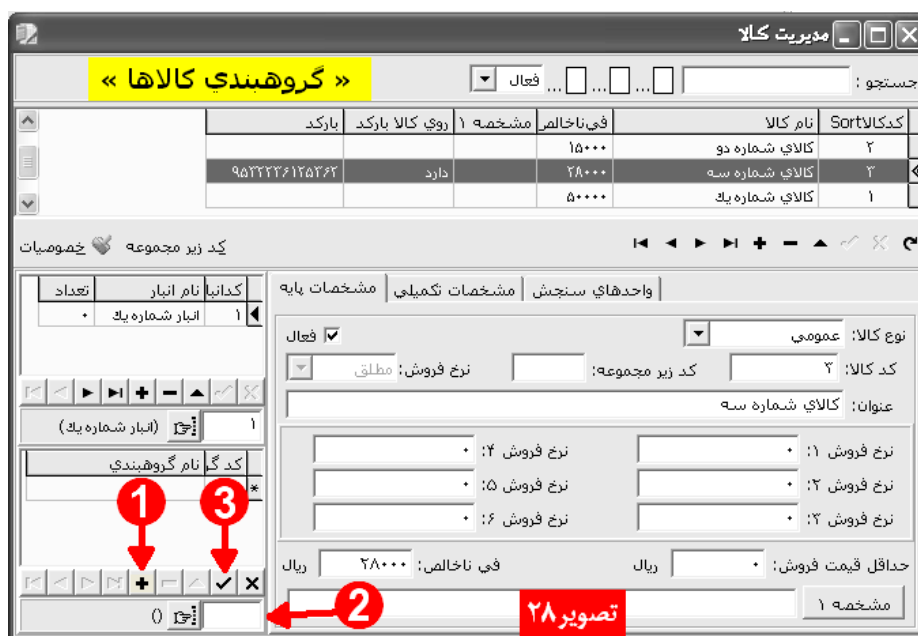 مديريت كالا
جستجو :
...
...
...
فعال
« گروهبندي كالاها »
كدكالا Sort نام كالا في‌ناخالص مشخصه ۱ روي كالا باركد باركد
۲ كالاي شماره دو ۱۵۰۰۰
۳ كالاي شماره سه ۲۸۰۰۰ دارد ۹۵۳۲۲۳۶۱۲۵۳۶۲
۱ كالاي شماره يك ۵۰۰۰۰
كد زير مجموعه خصوصيات
مشخصات پايه مشخصات تكميلي واحدهاي سنجش
نوع كالا: عمومي فعال
كد كالا: ۳ كد زير مجموعه: نرخ فروش: مطلق
عنوان: كالاي شماره سه
نرخ فروش ۱: ۰ نرخ فروش ۴: ۰
نرخ فروش ۲: ۰ نرخ فروش ۵: ۰
نرخ فروش ۳: ۰ نرخ فروش ۶: ۰
حداقل قيمت فروش: ۰ ريال في ناخالص: ۲۸۰۰۰ ريال
مشخصه ۱
تصویر ۲۸
كدانبا نام انبار تعداد
۱ انبار شماره يك ۰
۱ (انبار شماره يك)
كد گر نام گروهبندي
*
1
3
2
()